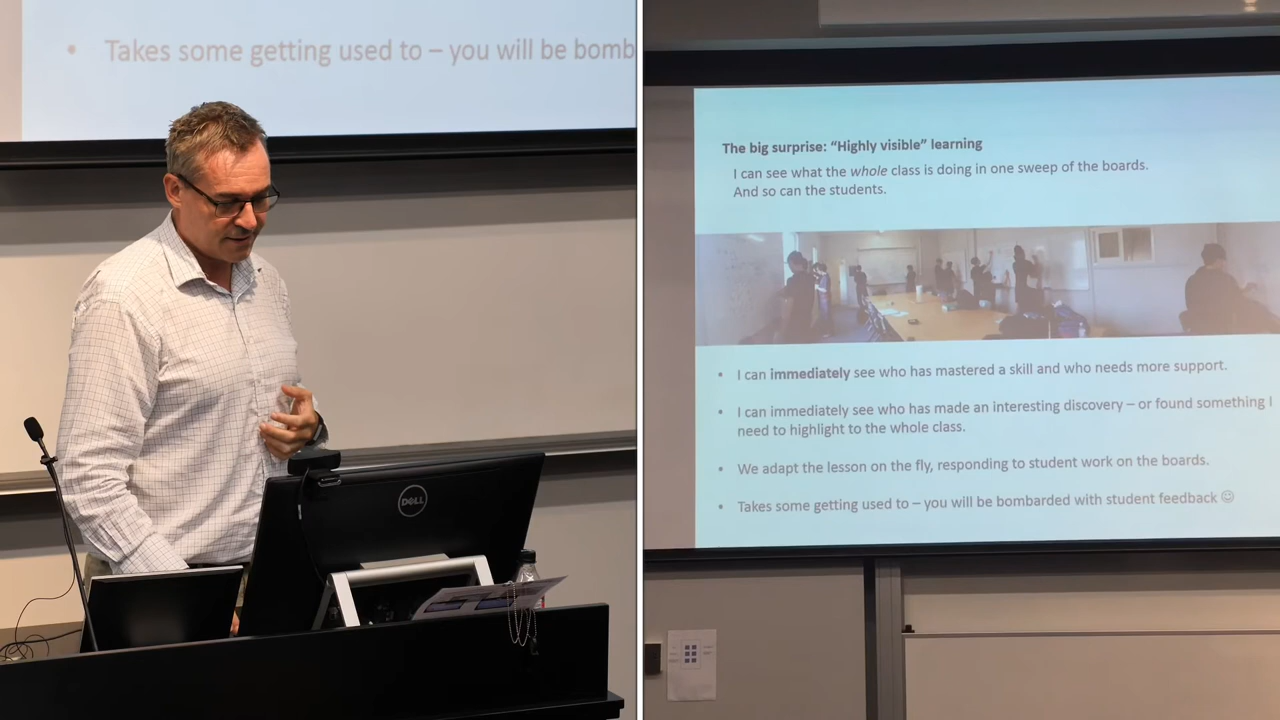 • Takes some getting used to – you will be bomb
DELL
The big surprise: “Highly visible” learning
I can see what the whole class is doing in one sweep of the boards.
And so can the students.
• I can immediately see who has mastered a skill and who needs more support.
• I can immediately see who has made an interesting discovery – or found something I
need to highlight to the whole class.
• We adapt the lesson on the fly, responding to student work on the boards.
• Takes some getting used to – you will be bombarded with student feedback ☺